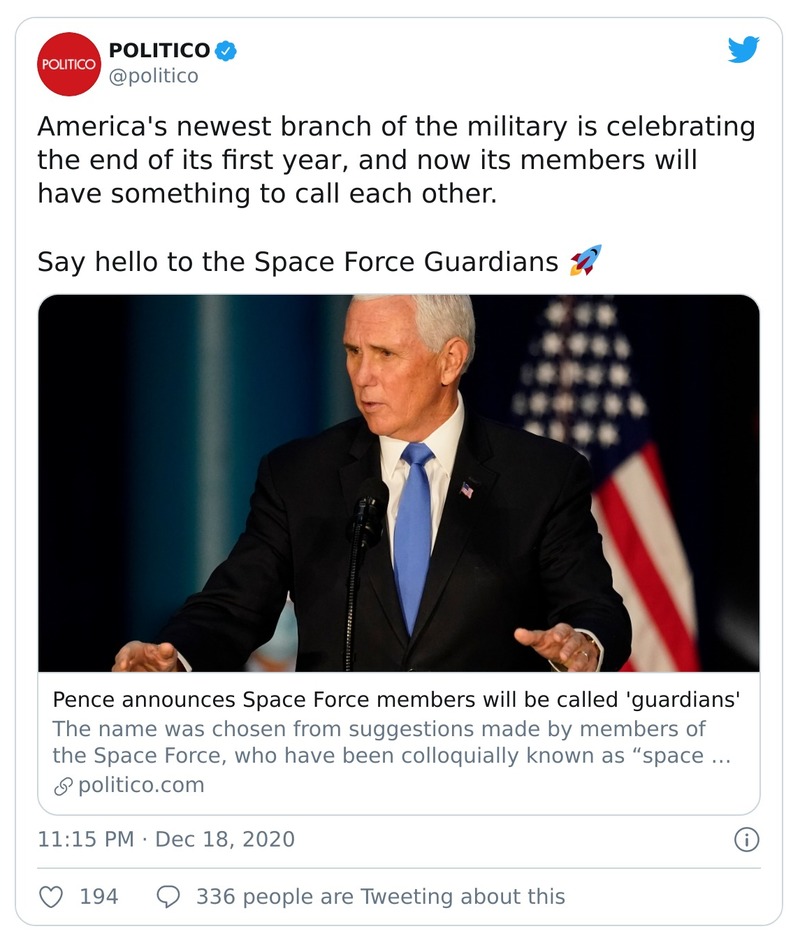 POLITICO
POLITICO
@politico
America's newest branch of the military is celebrating
the end of its first year, and now its members will
have something to call each other.
Say hello to the Space Force Guardians 🚀
Pence announces Space Force members will be called 'guardians'
The name was chosen from suggestions made by members of
the Space Force, who have been colloquially known as “space ...
politico.com
11:15 PM · Dec 18, 2020
194 336 people are Tweeting about this